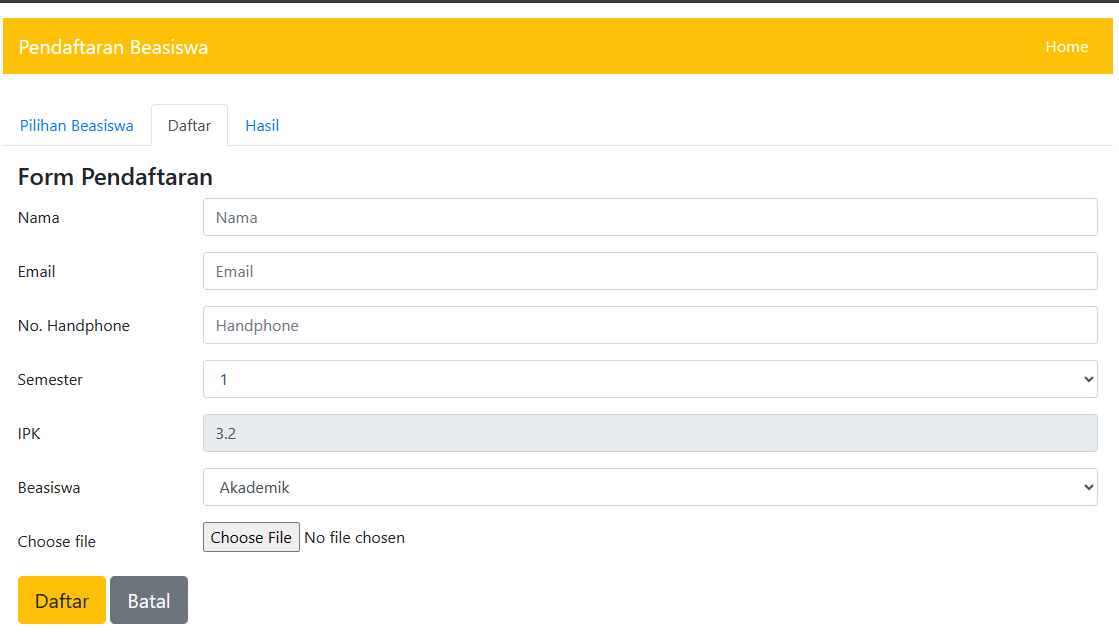 Pendaftaran Beasiswa Home
Pilihan Beasiswa Daftar Hasil
Form Pendaftaran
Nama Nama
Email Email
No. Handphone Handphone
Semester 1
IPK 3.2
Beasiswa Akademik
Choose file Choose File No file chosen
Daftar Batal